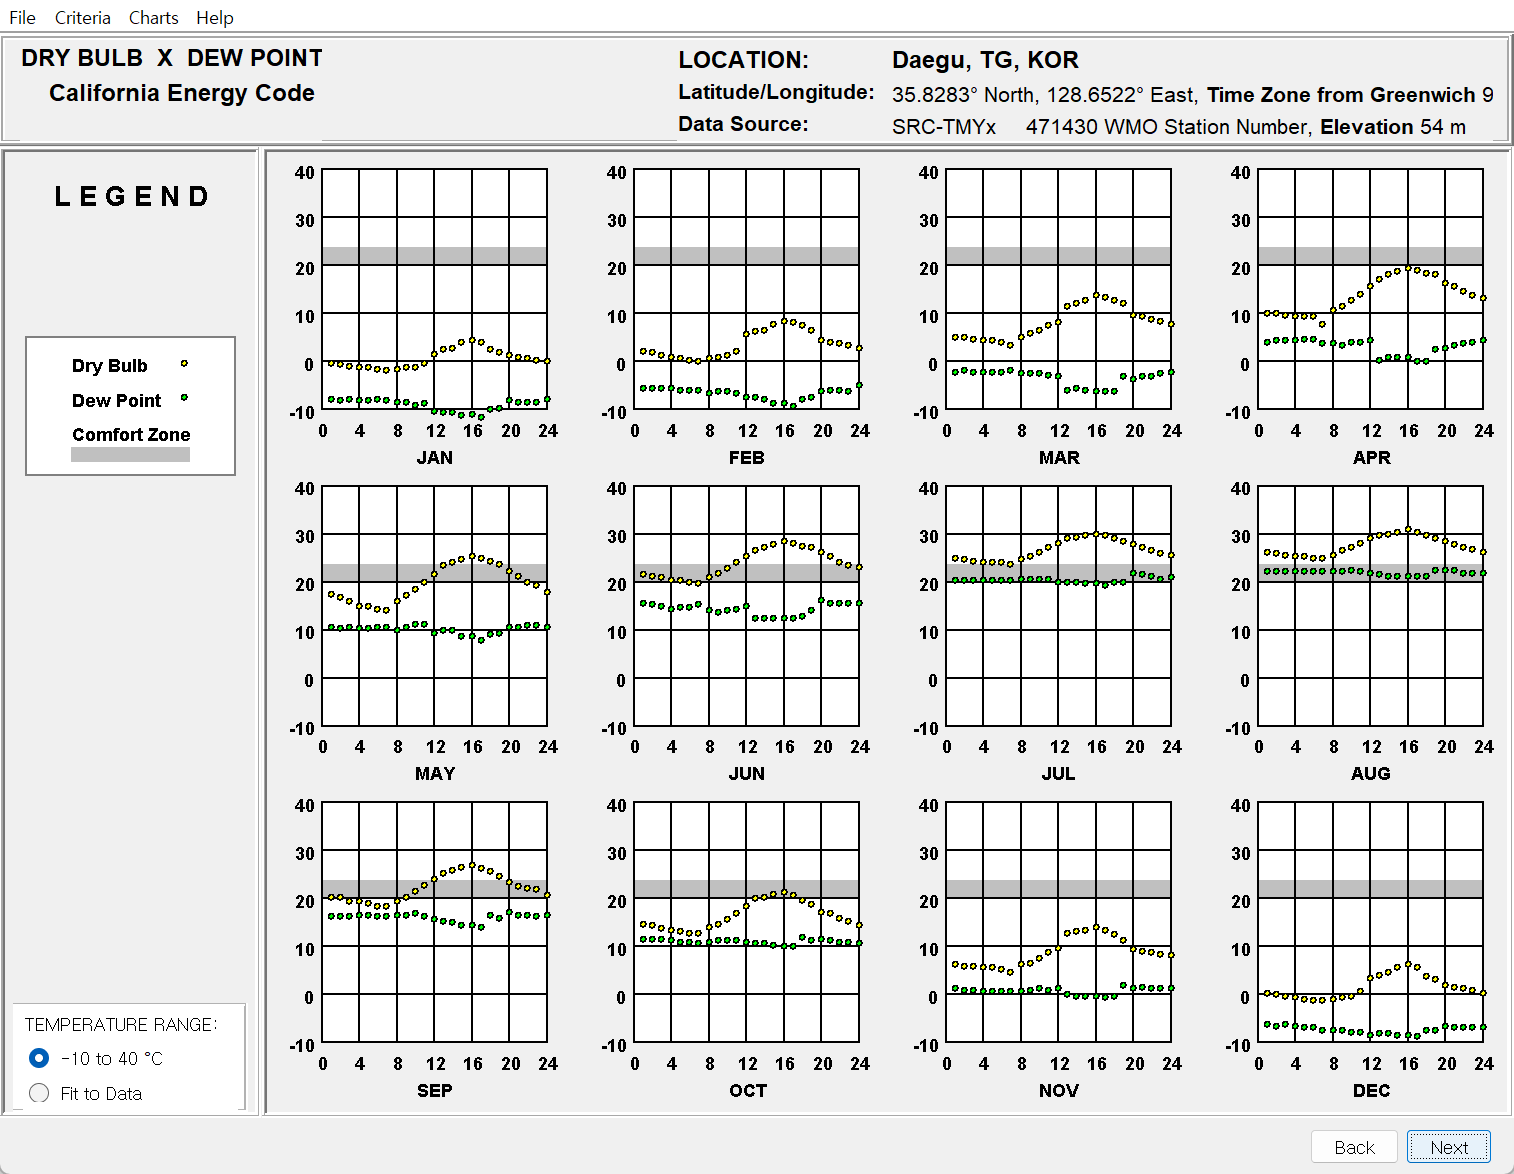 File Criteria Charts Help
DRY BULB X DEW POINT
California Energy Code
LOCATION: Daegu, TG, KOR
Latitude/Longitude: 35.8283° North, 128.6522° East, Time Zone from Greenwich 9
Data Source: SRC-TMYx 471430 WMO Station Number, Elevation 54 m
LEGEND
Dry Bulb
Dew Point
Comfort Zone
TEMPERATURE RANGE:
-10 to 40 °C
Fit to Data
40 40 40 40
30 30 30 30
20 20 20 20
10 10 10 10
0 0 0 0
-10 -10 -10 -10
0 4 8 12 16 20 24 0 4 8 12 16 20 24 0 4 8 12 16 20 24 0 4 8 12 16 20 24
JAN FEB MAR APR
40 40 40 40
30 30 30 30
20 20 20 20
10 10 10 10
0 0 0 0
-10 -10 -10 -10
0 4 8 12 16 20 24 0 4 8 12 16 20 24 0 4 8 12 16 20 24 0 4 8 12 16 20 24
MAY JUN JUL AUG
40 40 40 40
30 30 30 30
20 20 20 20
10 10 10 10
0 0 0 0
-10 -10 -10 -10
0 4 8 12 16 20 24 0 4 8 12 16 20 24 0 4 8 12 16 20 24 0 4 8 12 16 20 24
SEP OCT NOV DEC
Back Next